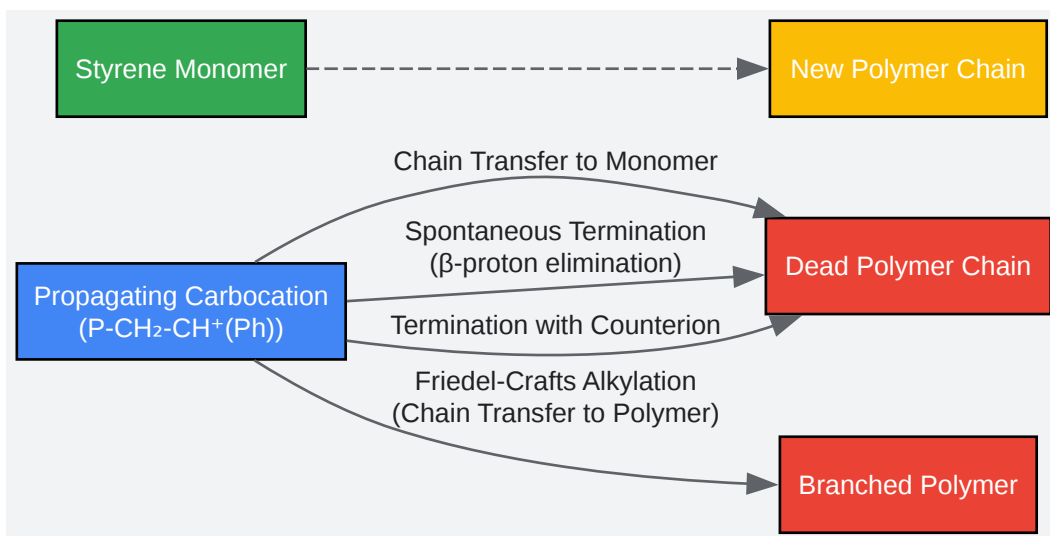 Styrene Monomer
New Polymer Chain
Chain Transfer to Monomer
Spontaneous Termination
(β-proton elimination)
Dead Polymer Chain
Propagating Carbocation
(P-CH₂-CH⁺(Ph))
Termination with Counterion
Friedel-Crafts Alkylation
(Chain Transfer to Polymer)
Branched Polymer